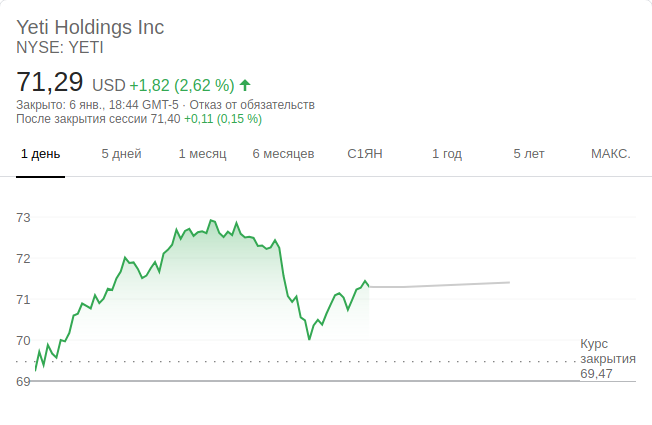 Yeti Holdings Inc
NYSE: YETI
71,29 USD +1,82 (2,62 %)
Закрыто: 6 янв., 18:44 GMT-5 · Отказ от обязательств
После закрытия сессии 71,40 +0,11 (0,15 %)
1 день 5 дней 1 месяц 6 месяцев С1ЯН 1 год 5 лет МАКС.
73
72
71
70
69
Курс
закрытия
69,47